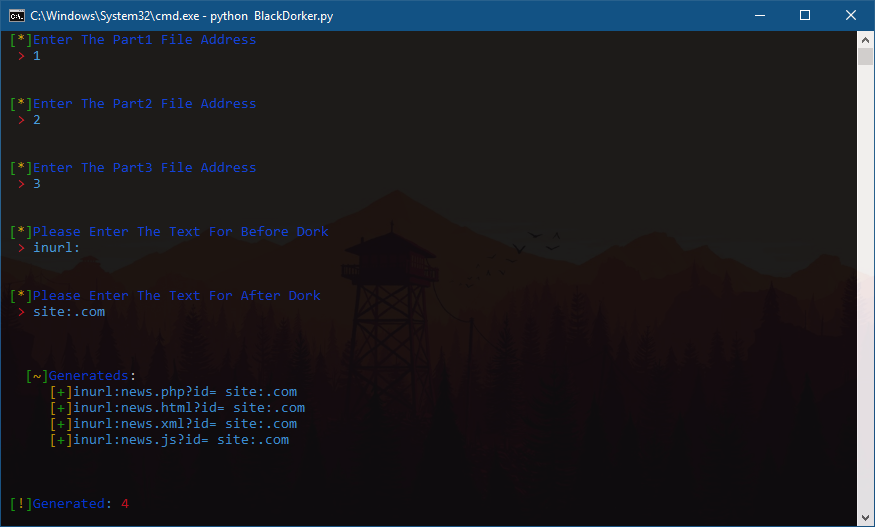 C:\Windows\System32\cmd.exe - python  BlackDorker.py
[*]Enter The Part1 File Address
> 1
[*]Enter The Part2 File Address
> 2
[*]Enter The Part3 File Address
> 3
[*]Please Enter The Text For Before Dork
> inurl:
[*]Please Enter The Text For After Dork
> site:.com
[~]Generateds:
[+]inurl:news.php?id= site:.com
[+]inurl:news.html?id= site:.com
[+]inurl:news.xml?id= site:.com
[+]inurl:news.js?id= site:.com
[!]Generated: 4